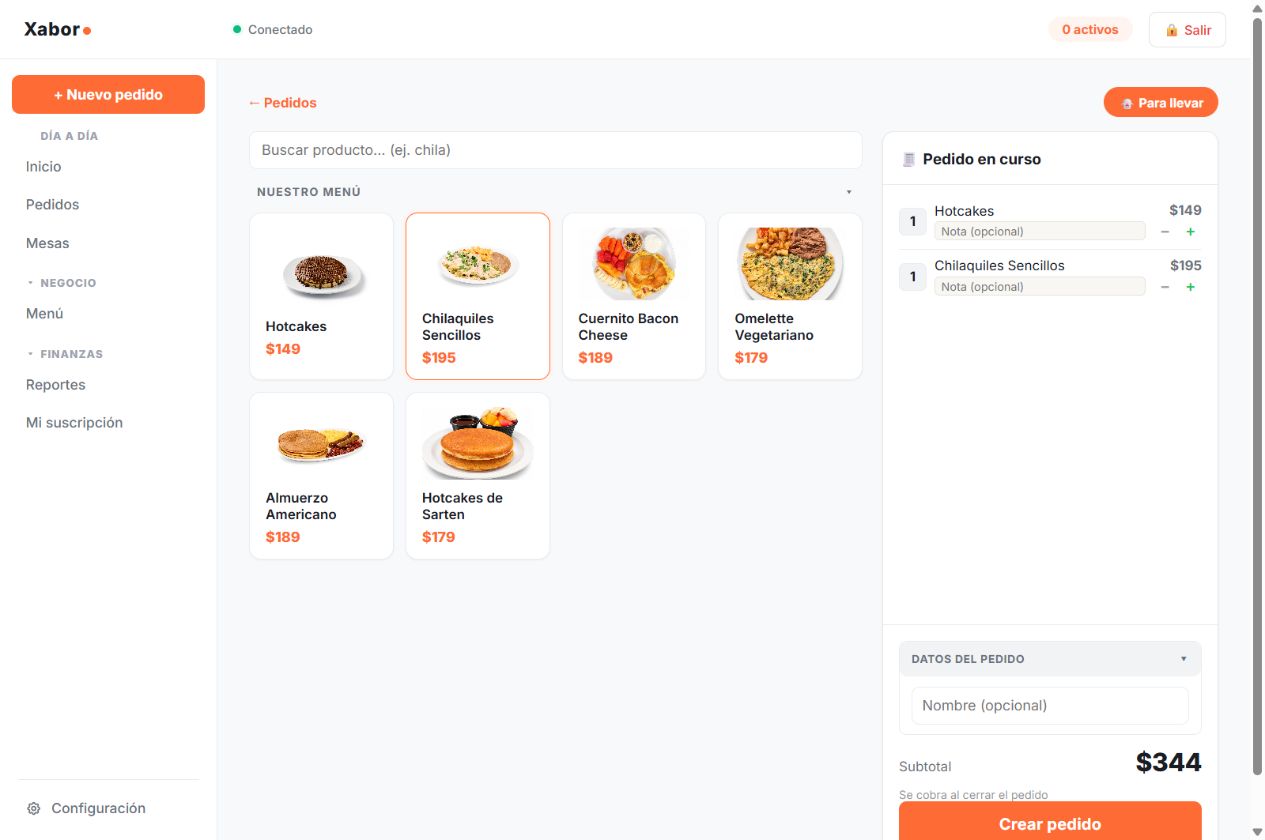 Xabor
Conectado
0 activos
Salir
+ Nuevo pedido
DÍA A DÍA
Inicio
Pedidos
Mesas
NEGOCIO
Menú
FINANZAS
Reportes
Mi suscripción
Configuración
← Pedidos
Para llevar
Buscar producto... (ej. chila)
NUESTRO MENÚ
Hotcakes
$149
Chilaquiles
Sencillos
$195
Cuernito Bacon
Cheese
$189
Omelette
Vegetariano
$179
Almuerzo
Americano
$189
Hotcakes de
Sarten
$179
Pedido en curso
1 Hotcakes $149
Nota (opcional) − +
1 Chilaquiles Sencillos $195
Nota (opcional) − +
DATOS DEL PEDIDO
Nombre (opcional)
Subtotal $344
Se cobra al cerrar el pedido
Crear pedido